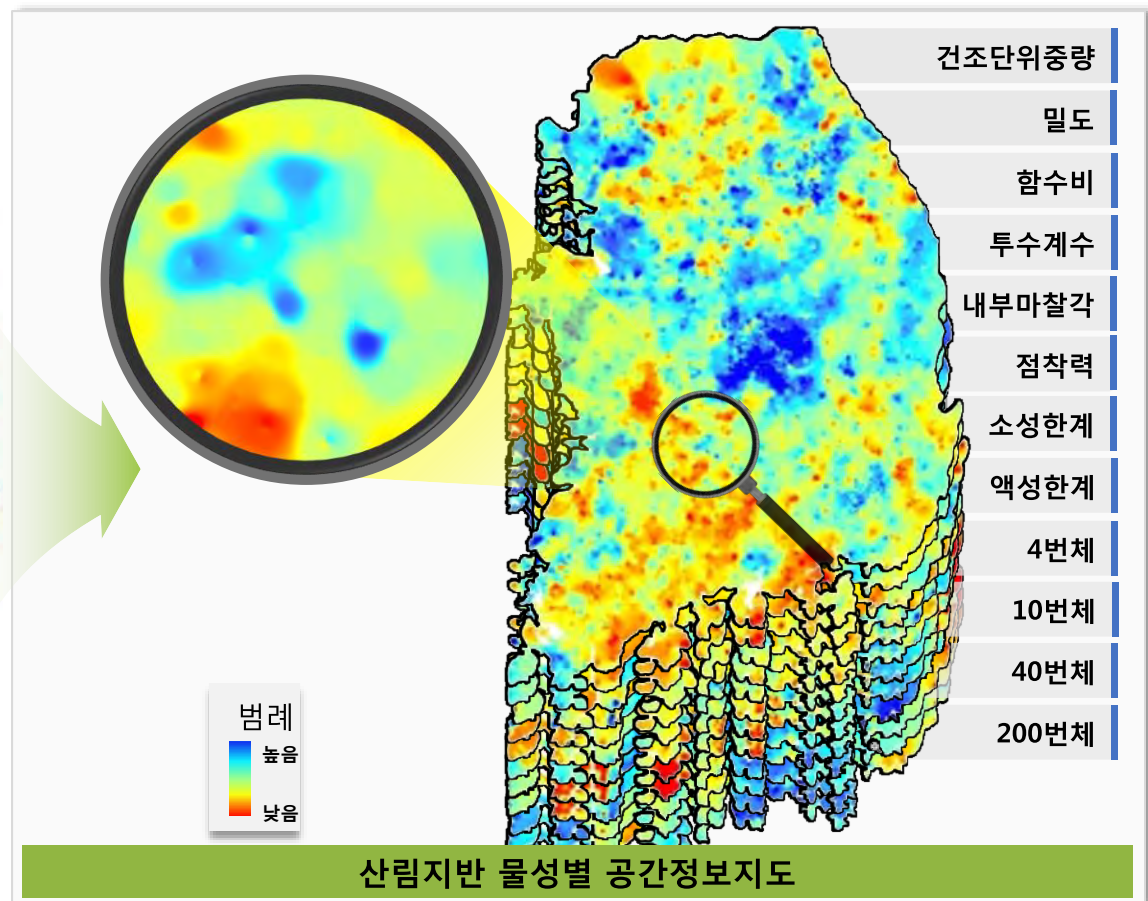 건조단위중량
밀도
함수비
투수계수
내부마찰각
점착력
소성한계
액성한계
4번체
10번체
40번체
200번체
범례
높음
낮음
산림지반 물성별 공간정보지도